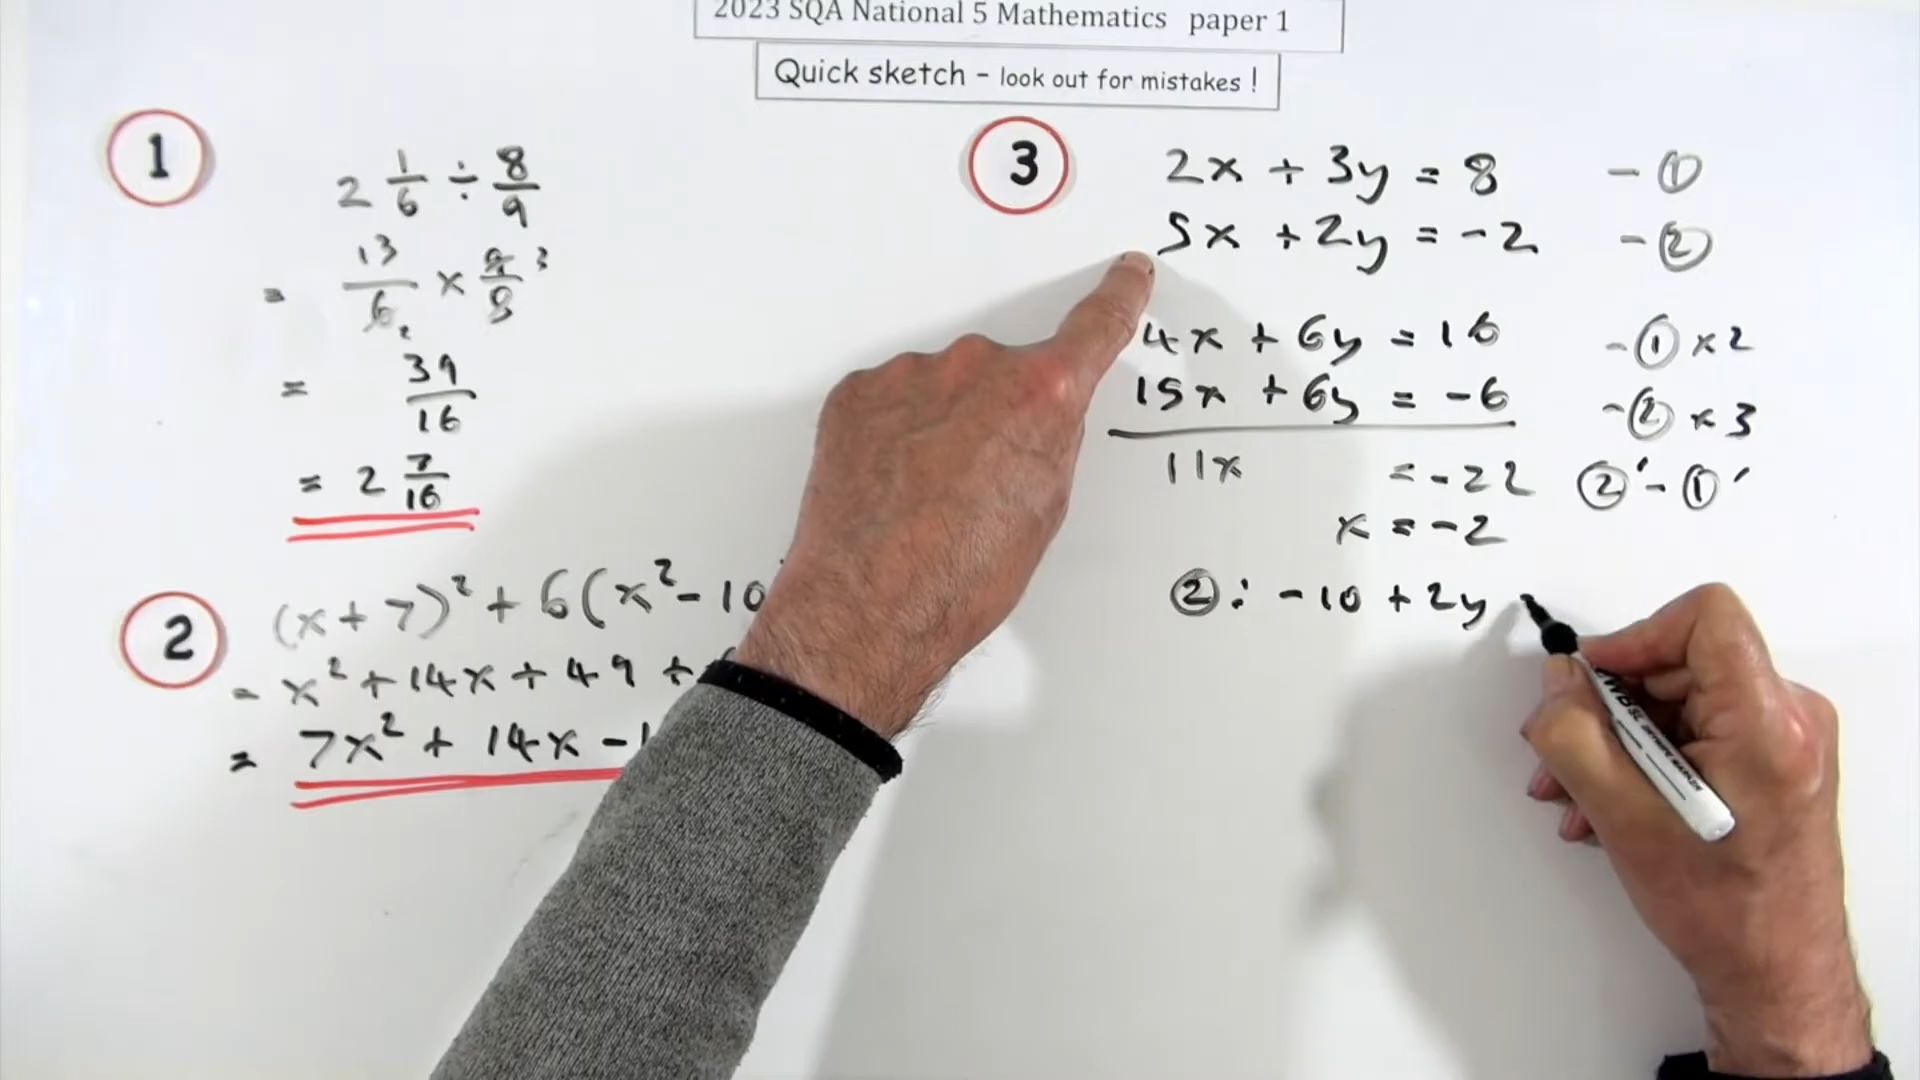 2023 SQA National 5 Mathematics paper 1
Quick sketch - look out for mistakes !
1
2 1/6 ÷ 8/9
= 13/6 2 × 9/8 3
= 39/16
= 2 7/16
2
(x + 7)² + 6(x² - 10
= x² + 14x + 49 +
= 7x² + 14x - 1
3
2x + 3y = 8 - ①
5x + 2y = -2 - ②
4x + 6y = 16 - ① × 2
15x + 6y = -6 - ② × 3
11x = -22 ②' - ①'
x = -2
②: -10 + 2y